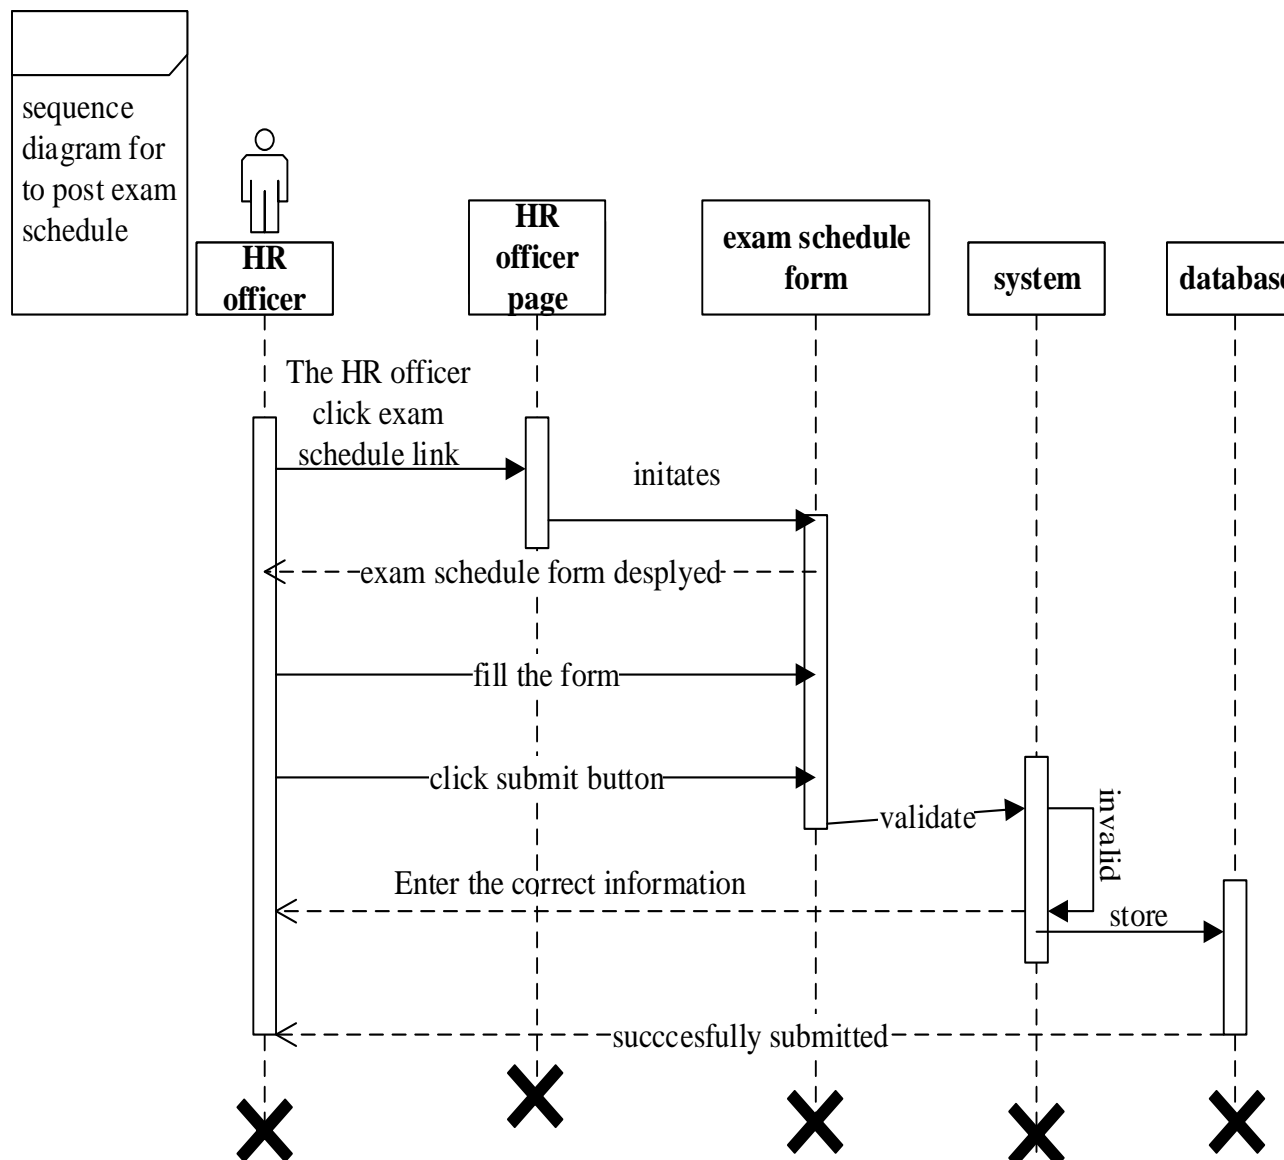 sequence
diagram for
to post exam
schedule
HR
officer
HR
officer
page
exam schedule
form
system
database
The HR officer
click exam
schedule link
initates
exam schedule form desplyed
fill the form
click submit button
validate
invalid
Enter the correct information
store
succcesfully submitted